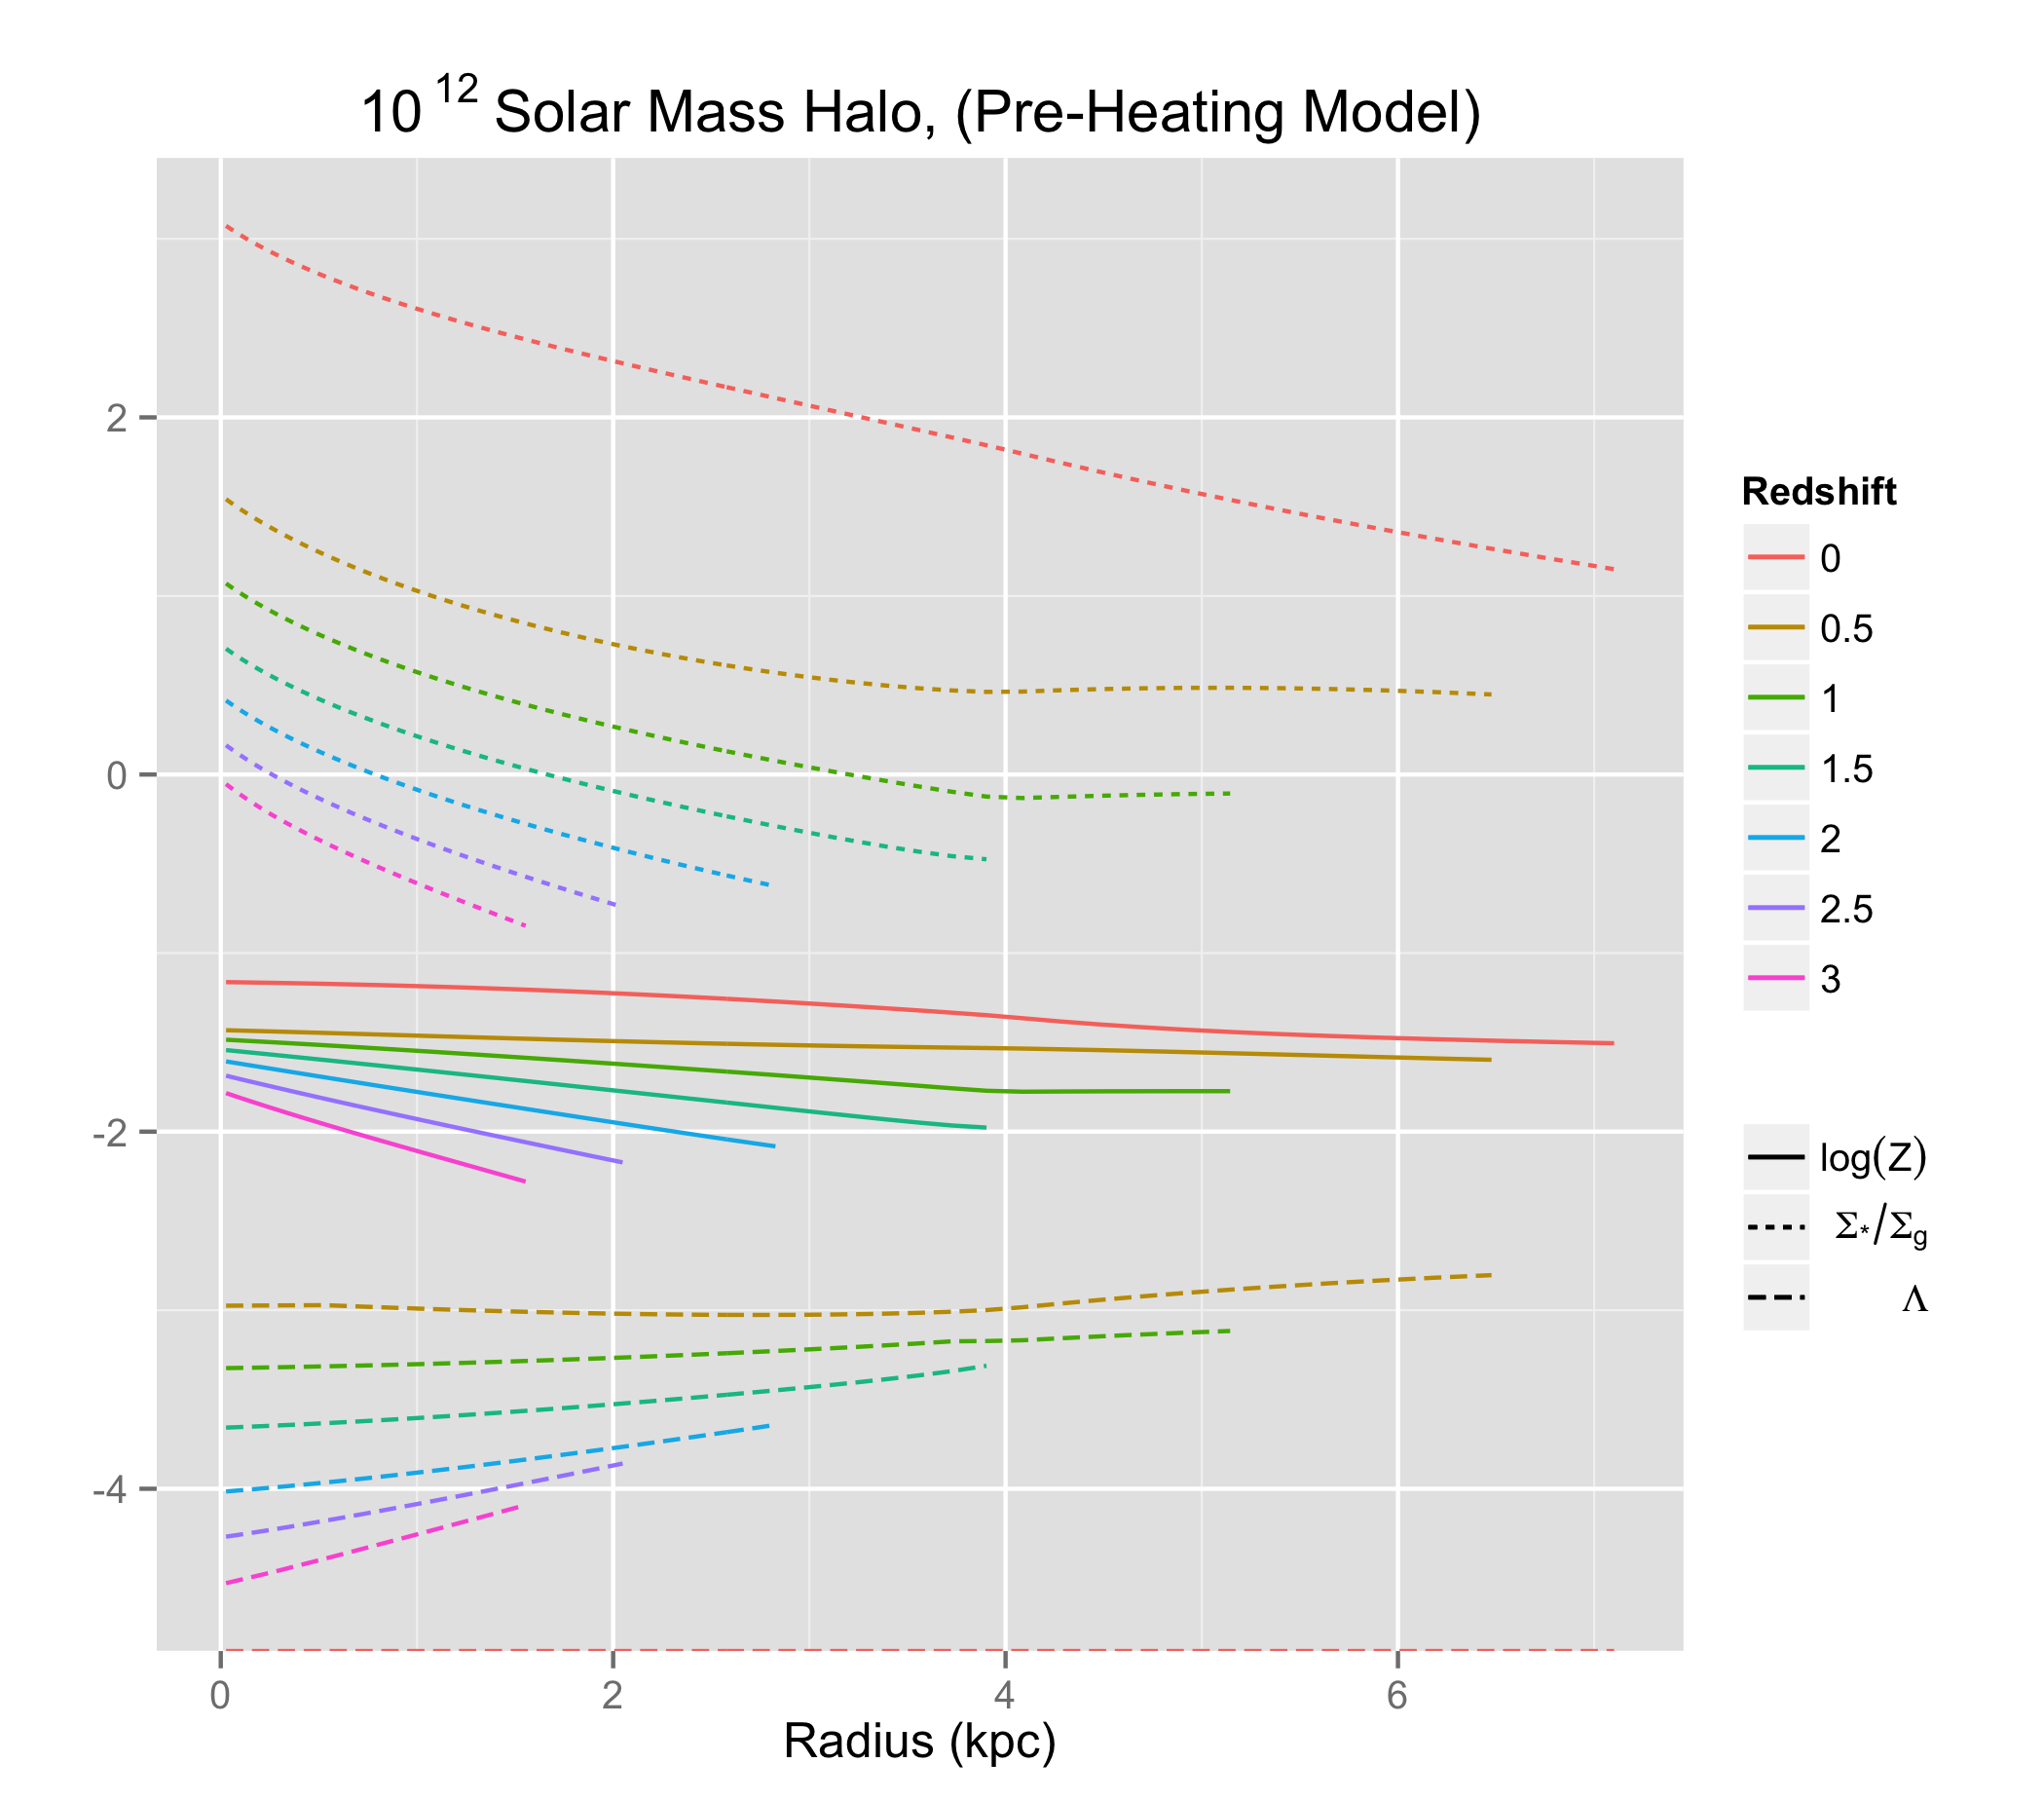 10^12 Solar Mass Halo, (Pre-Heating Model)
2
0
-2
-4
0 2 4 6
Radius (kpc)
Redshift
0
0.5
1
1.5
2
2.5
3
log(Z)
Σ*/Σg
Λ